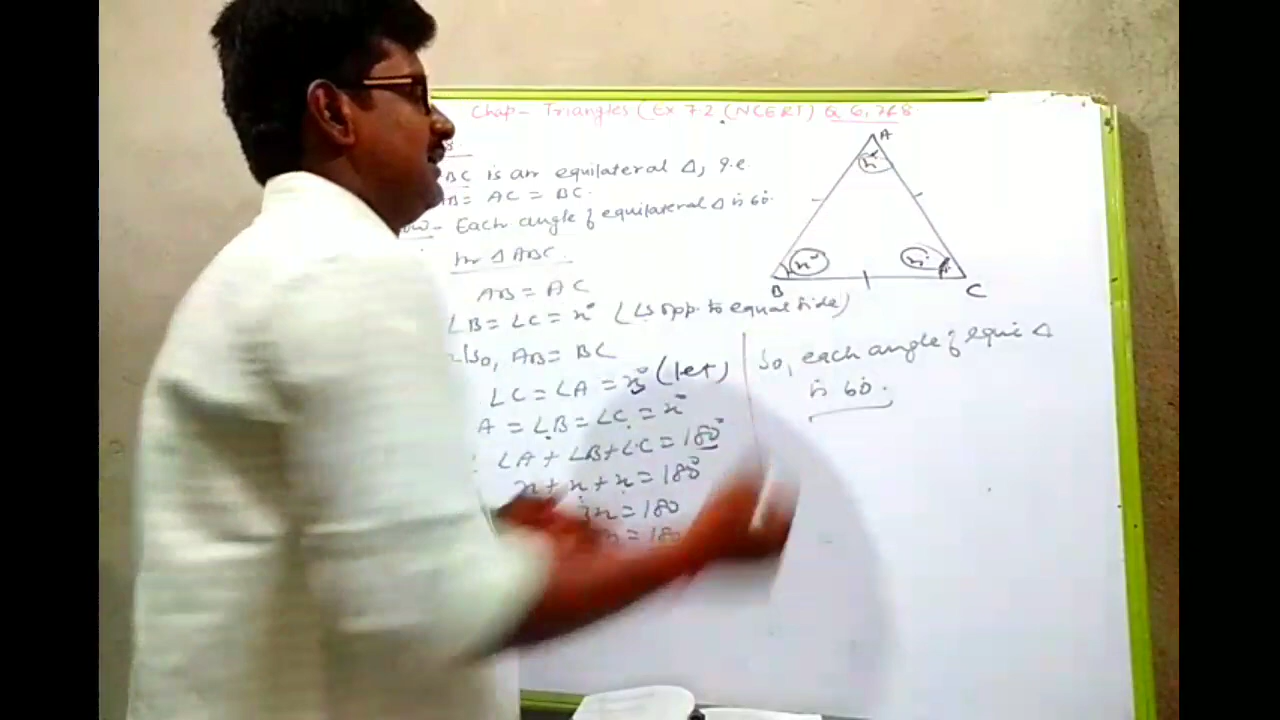 Chap- Triangles (Ex 7.2 (NCERT) Q 6, 7 & 8
BC is an equilateral Δ, i.e.
AB = AC = BC.
Each angle of equilateral Δ is 60°.
In Δ ABC.
AB = AC
∠B = ∠C = x° (∠s opp. to equal side)
Also, AB = BC
∠C = ∠A = x° (let)
A = ∠B = ∠C = x°
∠A + ∠B + ∠C = 180°
x + x + x = 180°
3x = 180
= 180
So, each angle of equi Δ
is 60°.
A
x°
x°
x°
B
C